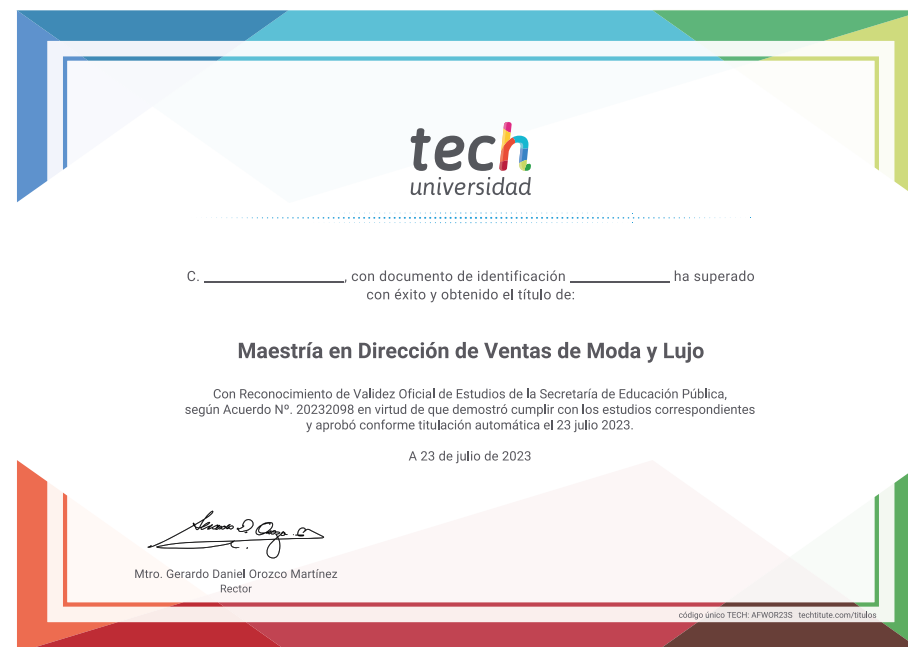 tech
universidad
C. ____________________, con documento de identificación ______________ ha superado
con éxito y obtenido el título de:
Maestría en Dirección de Ventas de Moda y Lujo
Con Reconocimiento de Validez Oficial de Estudios de la Secretaría de Educación Pública,
según Acuerdo Nº. 20232098 en virtud de que demostró cumplir con los estudios correspondientes
y aprobó conforme titulación automática el 23 julio 2023.
A 23 de julio de 2023
Mtro. Gerardo Daniel Orozco Martínez
Rector
código único TECH: AFWOR23S techtitute.com/titulos